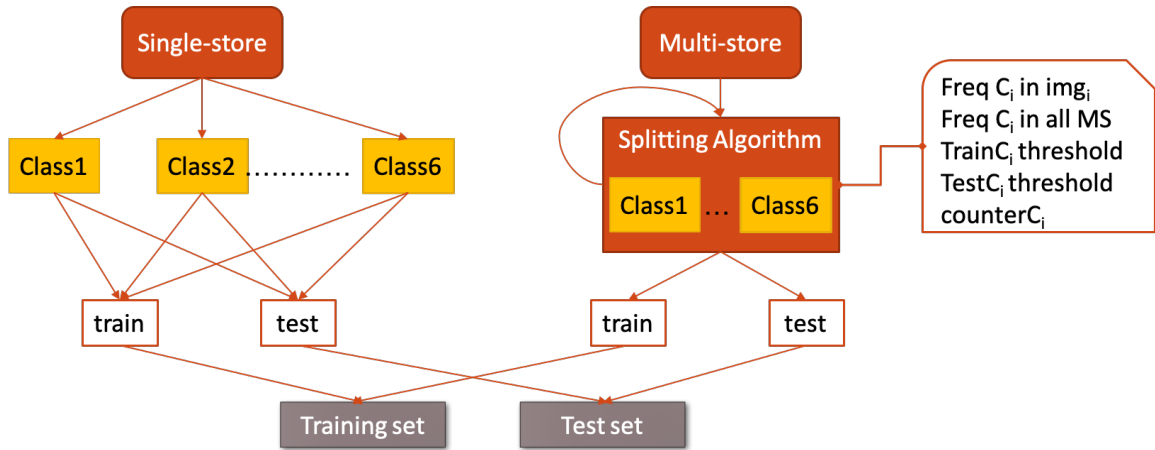 Single-store
Multi-store
Class1
Class2
............
Class6
Splitting Algorithm
Class1 ... Class6
Freq Ci in imgi
Freq Ci in all MS
TrainCi threshold
TestCi threshold
counterCi
train
test
train
test
Training set
Test set